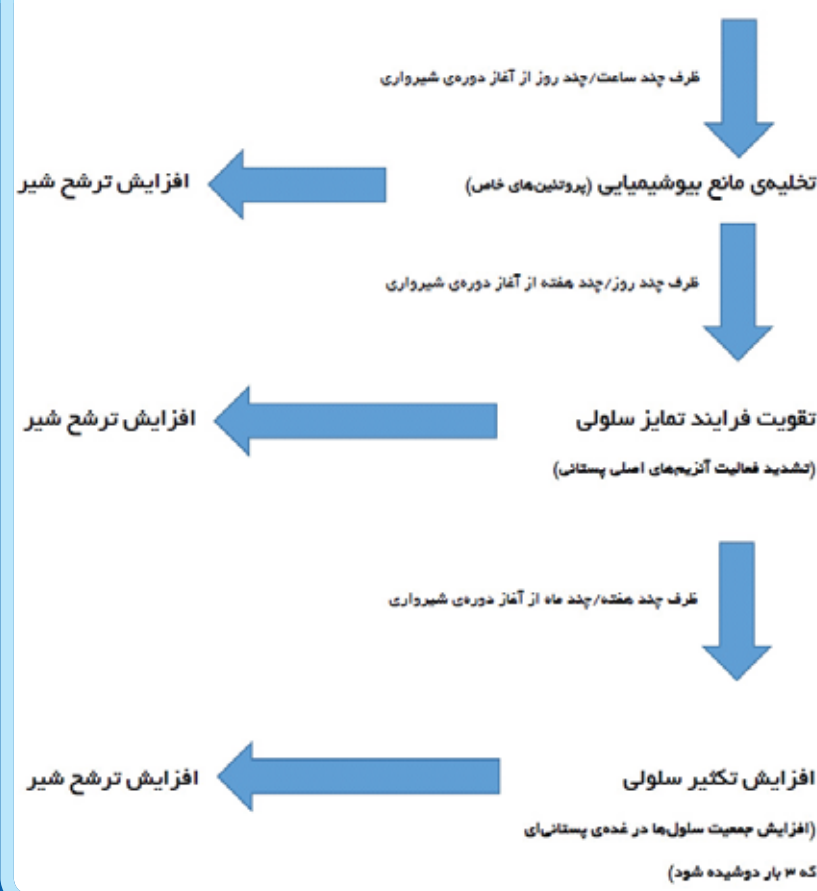 ظرف چند ساعت/چند روز از آغاز دوره‌ی شیرواری
تخلیه‌ی مانع بیوشیمیایی (پروتئین‌های خاص)
افزایش ترشح شیر
ظرف چند روز/چند هفته از آغاز دوره‌ی شیرواری
تقویت فرایند تمایز سلولی
افزایش ترشح شیر
(تشدید فعالیت آنزیم‌های اصلی پستانی)
ظرف چند هفته/چند ماه از آغاز دوره‌ی شیرواری
افزایش تکثیر سلولی
افزایش ترشح شیر
(افزایش جمعیت سلول‌ها در غده‌ی پستانی‌ای
که ۳ بار دوشیده شود)